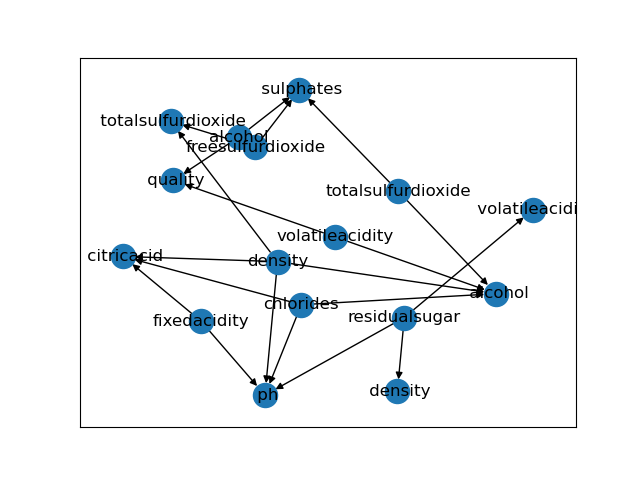 sulphates
totalsulfurdioxide
alcohol
freesulfurdioxide
quality
totalsulfurdioxide
volatileacidi
volatileacidity
citricacid
density
alcohol
chlorides
residualsugar
fixedacidity
density
ph